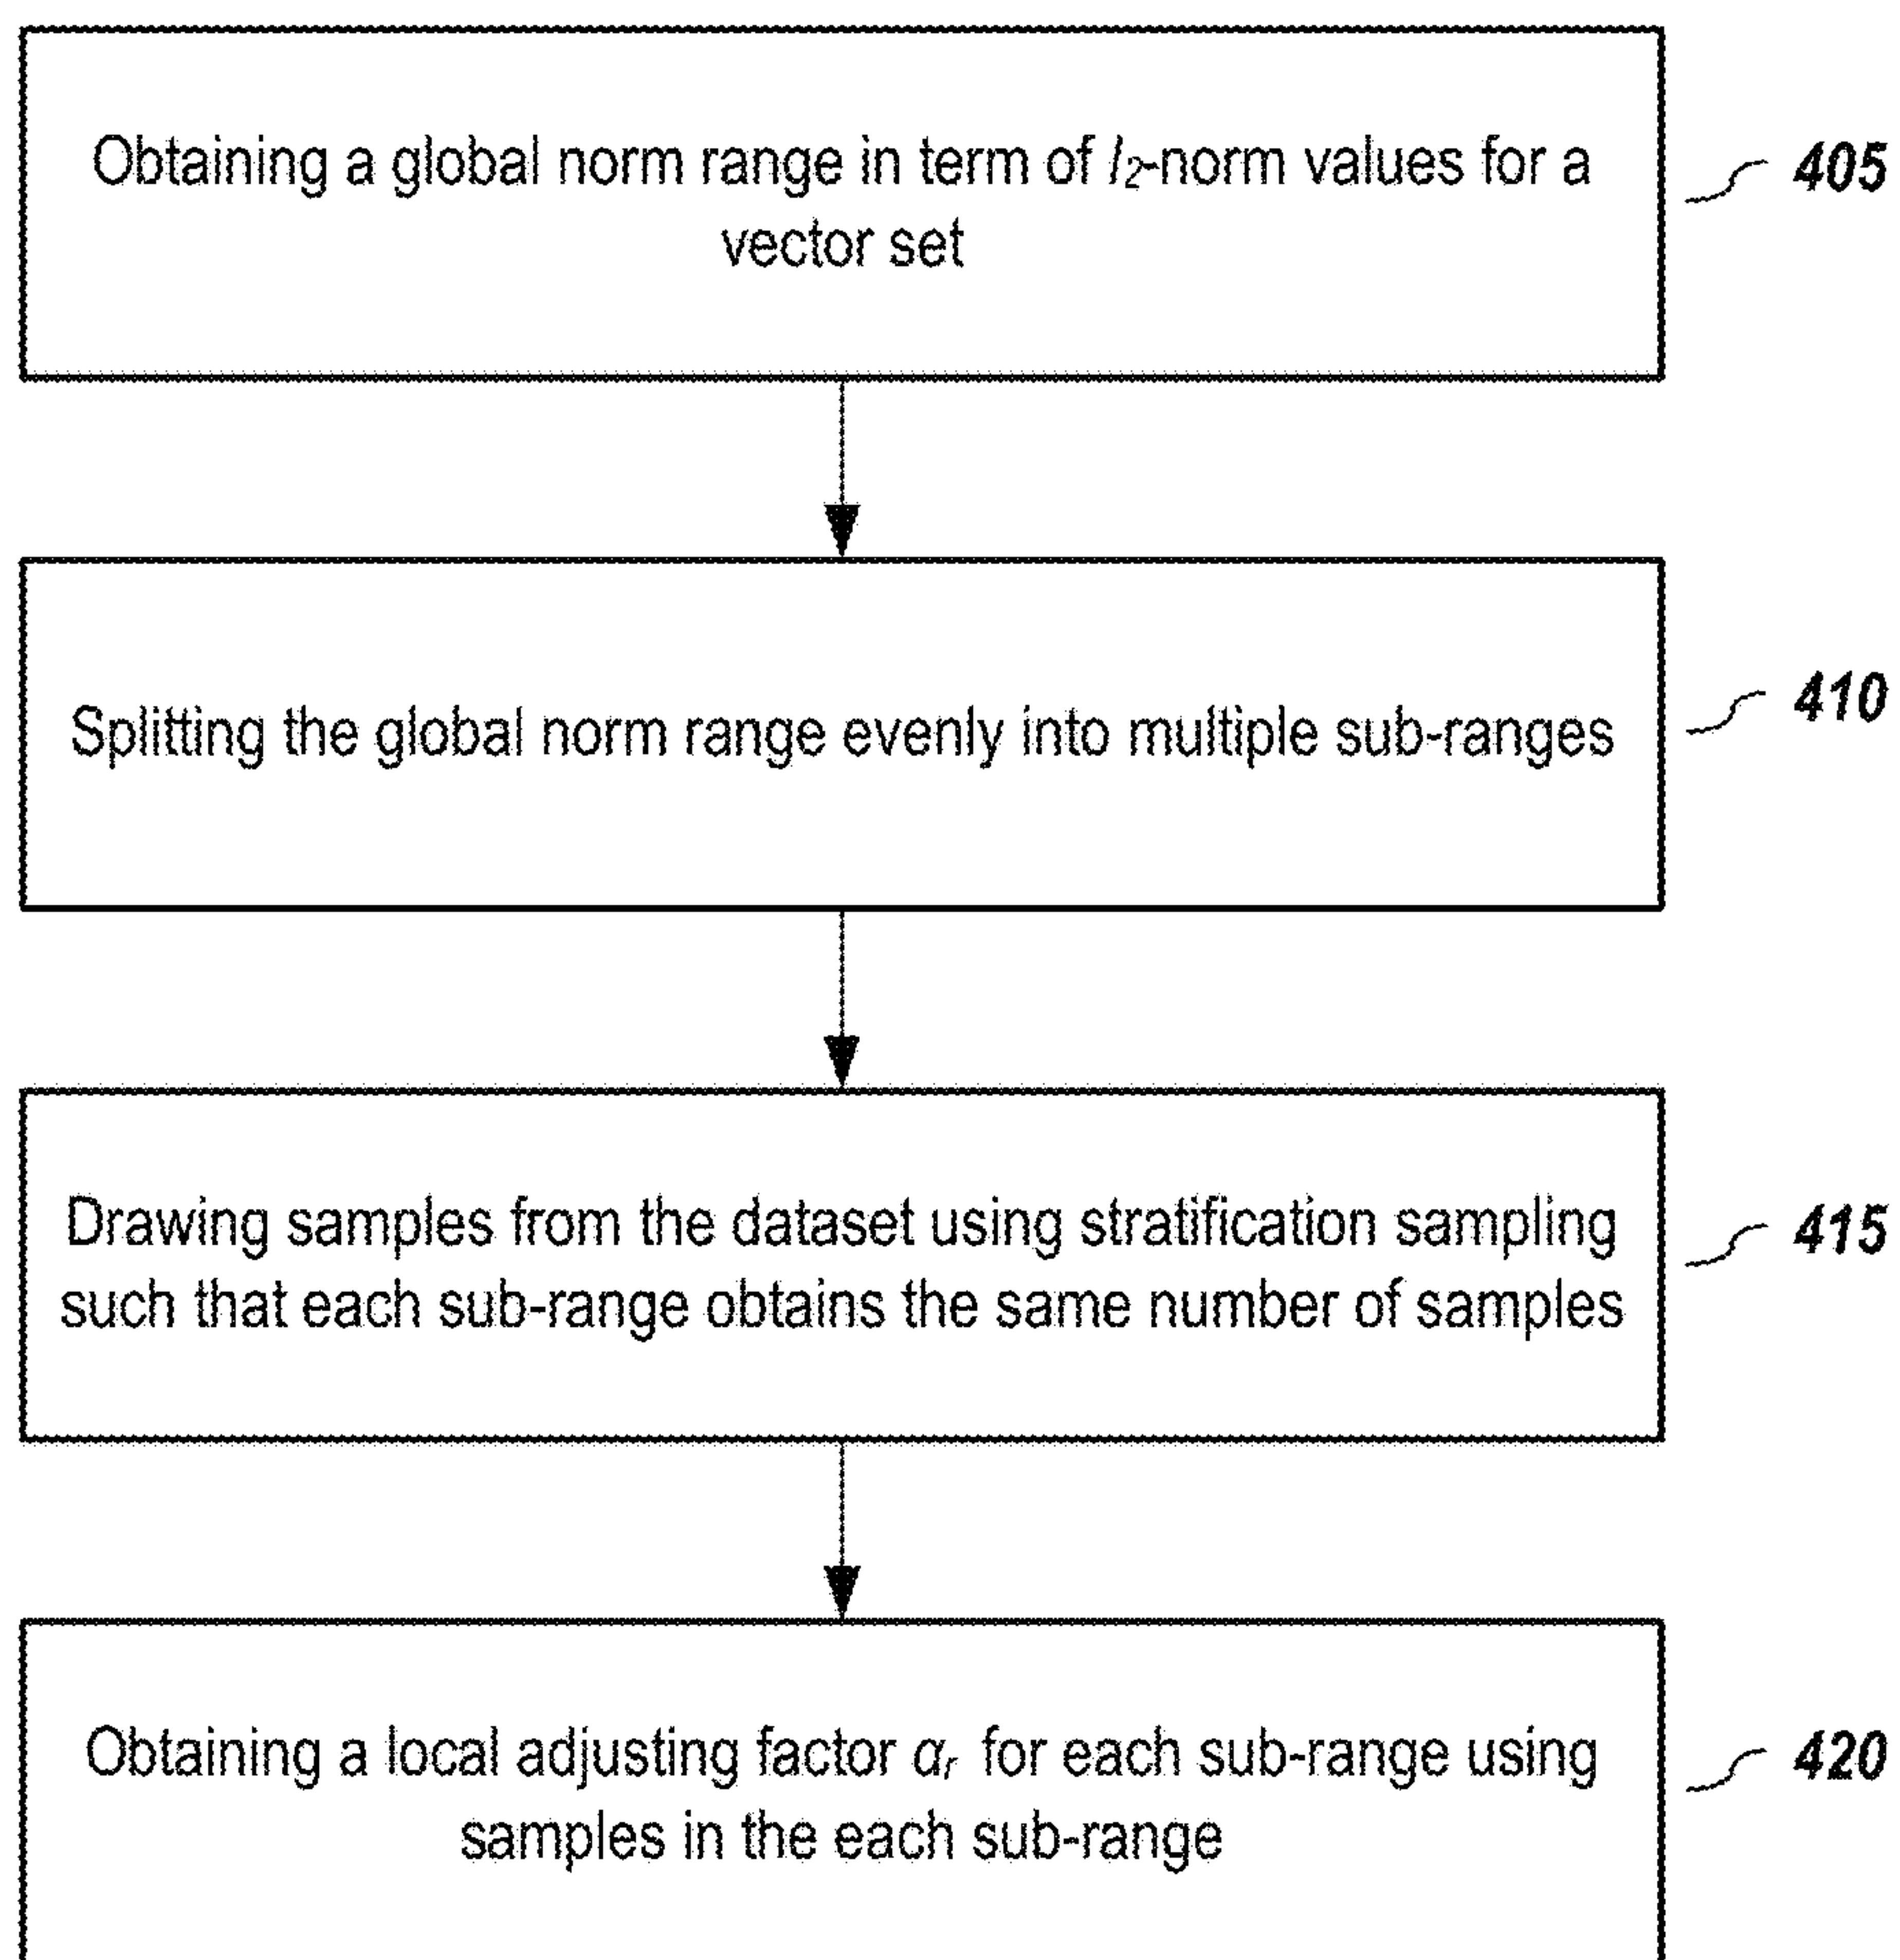 Obtaining a global norm range in term of l₂-norm values for a
vector set
405
Splitting the global norm range evenly into multiple sub-ranges
410
Drawing samples from the dataset using stratification sampling
such that each sub-range obtains the same number of samples
415
Obtaining a local adjusting factor αᵣ for each sub-range using
samples in the each sub-range
420